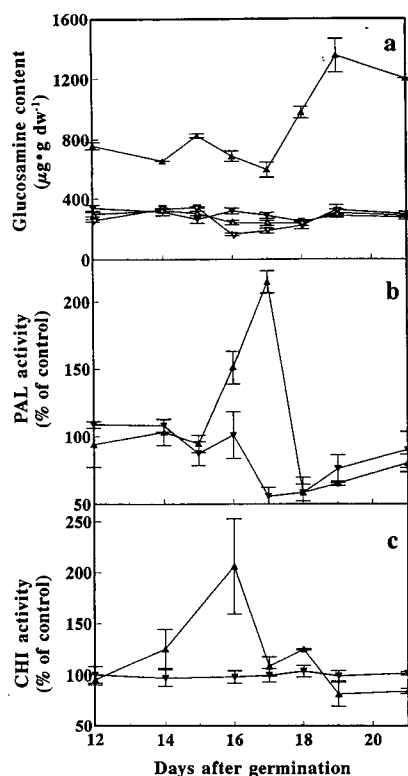 a
1600
1200
800
400
0
Glucosamine content
(µg•g dw⁻¹)
b
200
150
100
50
PAL activity
(% of control)
c
250
200
150
100
50
CHI activity
(% of control)
12 14 16 18 20
Days after germination